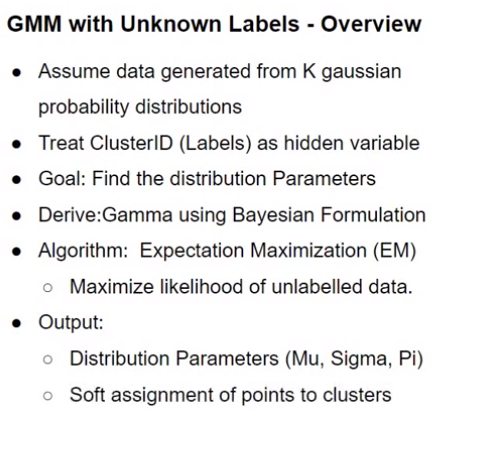 GMM with Unknown Labels - Overview
● Assume data generated from K gaussian
probability distributions
● Treat ClusterID (Labels) as hidden variable
● Goal: Find the distribution Parameters
● Derive:Gamma using Bayesian Formulation
● Algorithm: Expectation Maximization (EM)
○ Maximize likelihood of unlabelled data.
● Output:
○ Distribution Parameters (Mu, Sigma, Pi)
○ Soft assignment of points to clusters